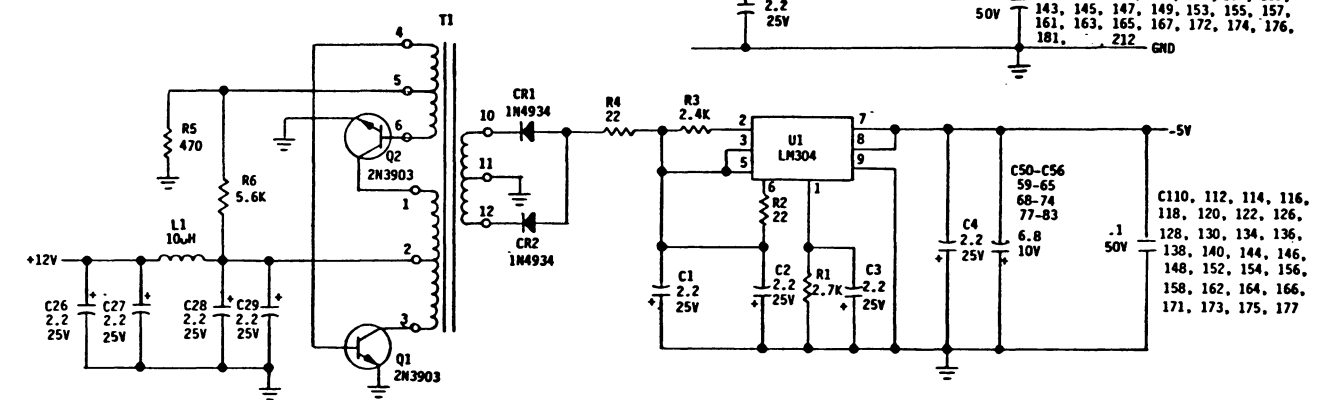 T1
2.2
25V
50V
143, 145, 147, 149, 153, 155, 157,
161, 163, 165, 167, 172, 174, 176,
181, 212
GND
4
5
6
R5
470
Q2
2N3903
R6
5.6K
L1
10uH
+12V
1
2
3
C26
2.2
25V
C27
2.2
25V
C28
2.2
25V
C29
2.2
25V
Q1
2N3903
10
11
12
CR1
1N4934
CR2
1N4934
R4
22
R3
2.4K
2
3
5
U1
LM304
7
8
9
6
1
R2
22
C1
2.2
25V
C2
2.2
25V
R1
2.7K
C3
2.2
25V
-5V
C4
2.2
25V
C50-C56
59-65
68-74
77-83
6.8
10V
.1
50V
C110, 112, 114, 116,
118, 120, 122, 126,
128, 130, 134, 136,
138, 140, 144, 146,
148, 152, 154, 156,
158, 162, 164, 166,
171, 173, 175, 177